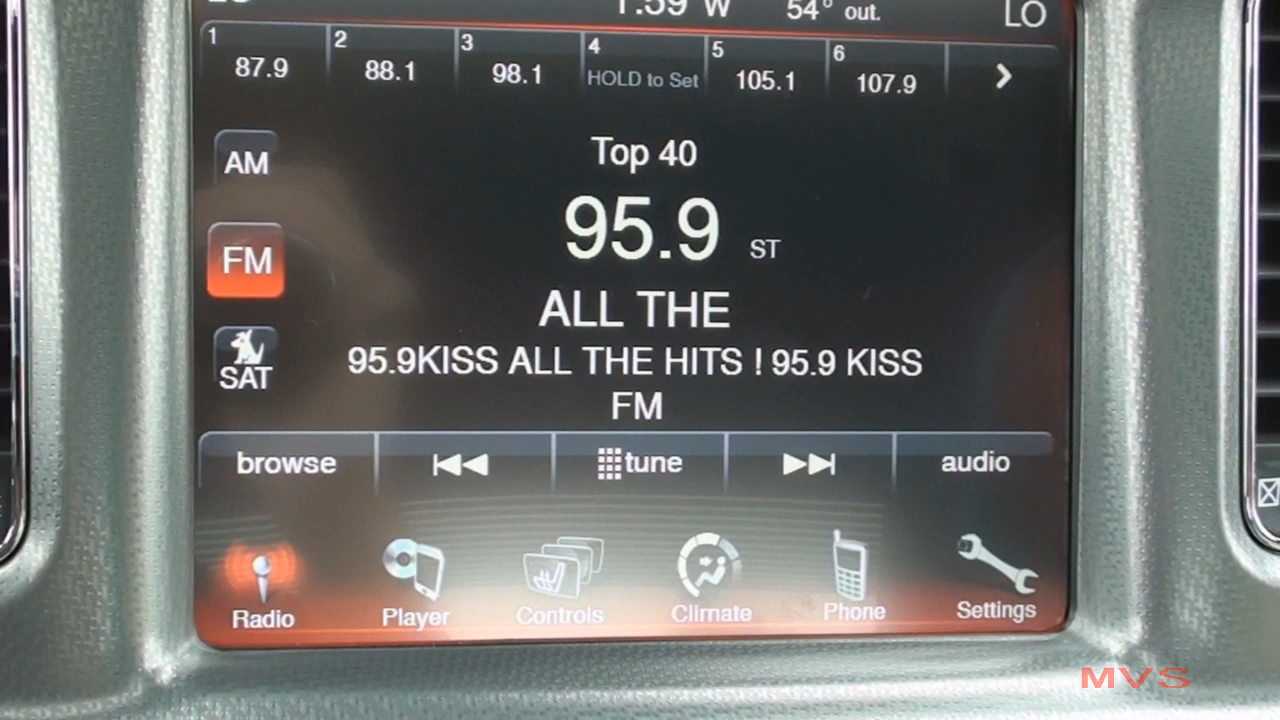 1:59 W 54° out. LO
1 2 3 4 5 6
87.9 88.1 98.1 HOLD to Set 105.1 107.9
AM
Top 40
95.9 ST
FM
ALL THE
SAT
95.9KISS ALL THE HITS ! 95.9 KISS
FM
browse tune audio
Radio Player Controls Climate Phone Settings
MVS